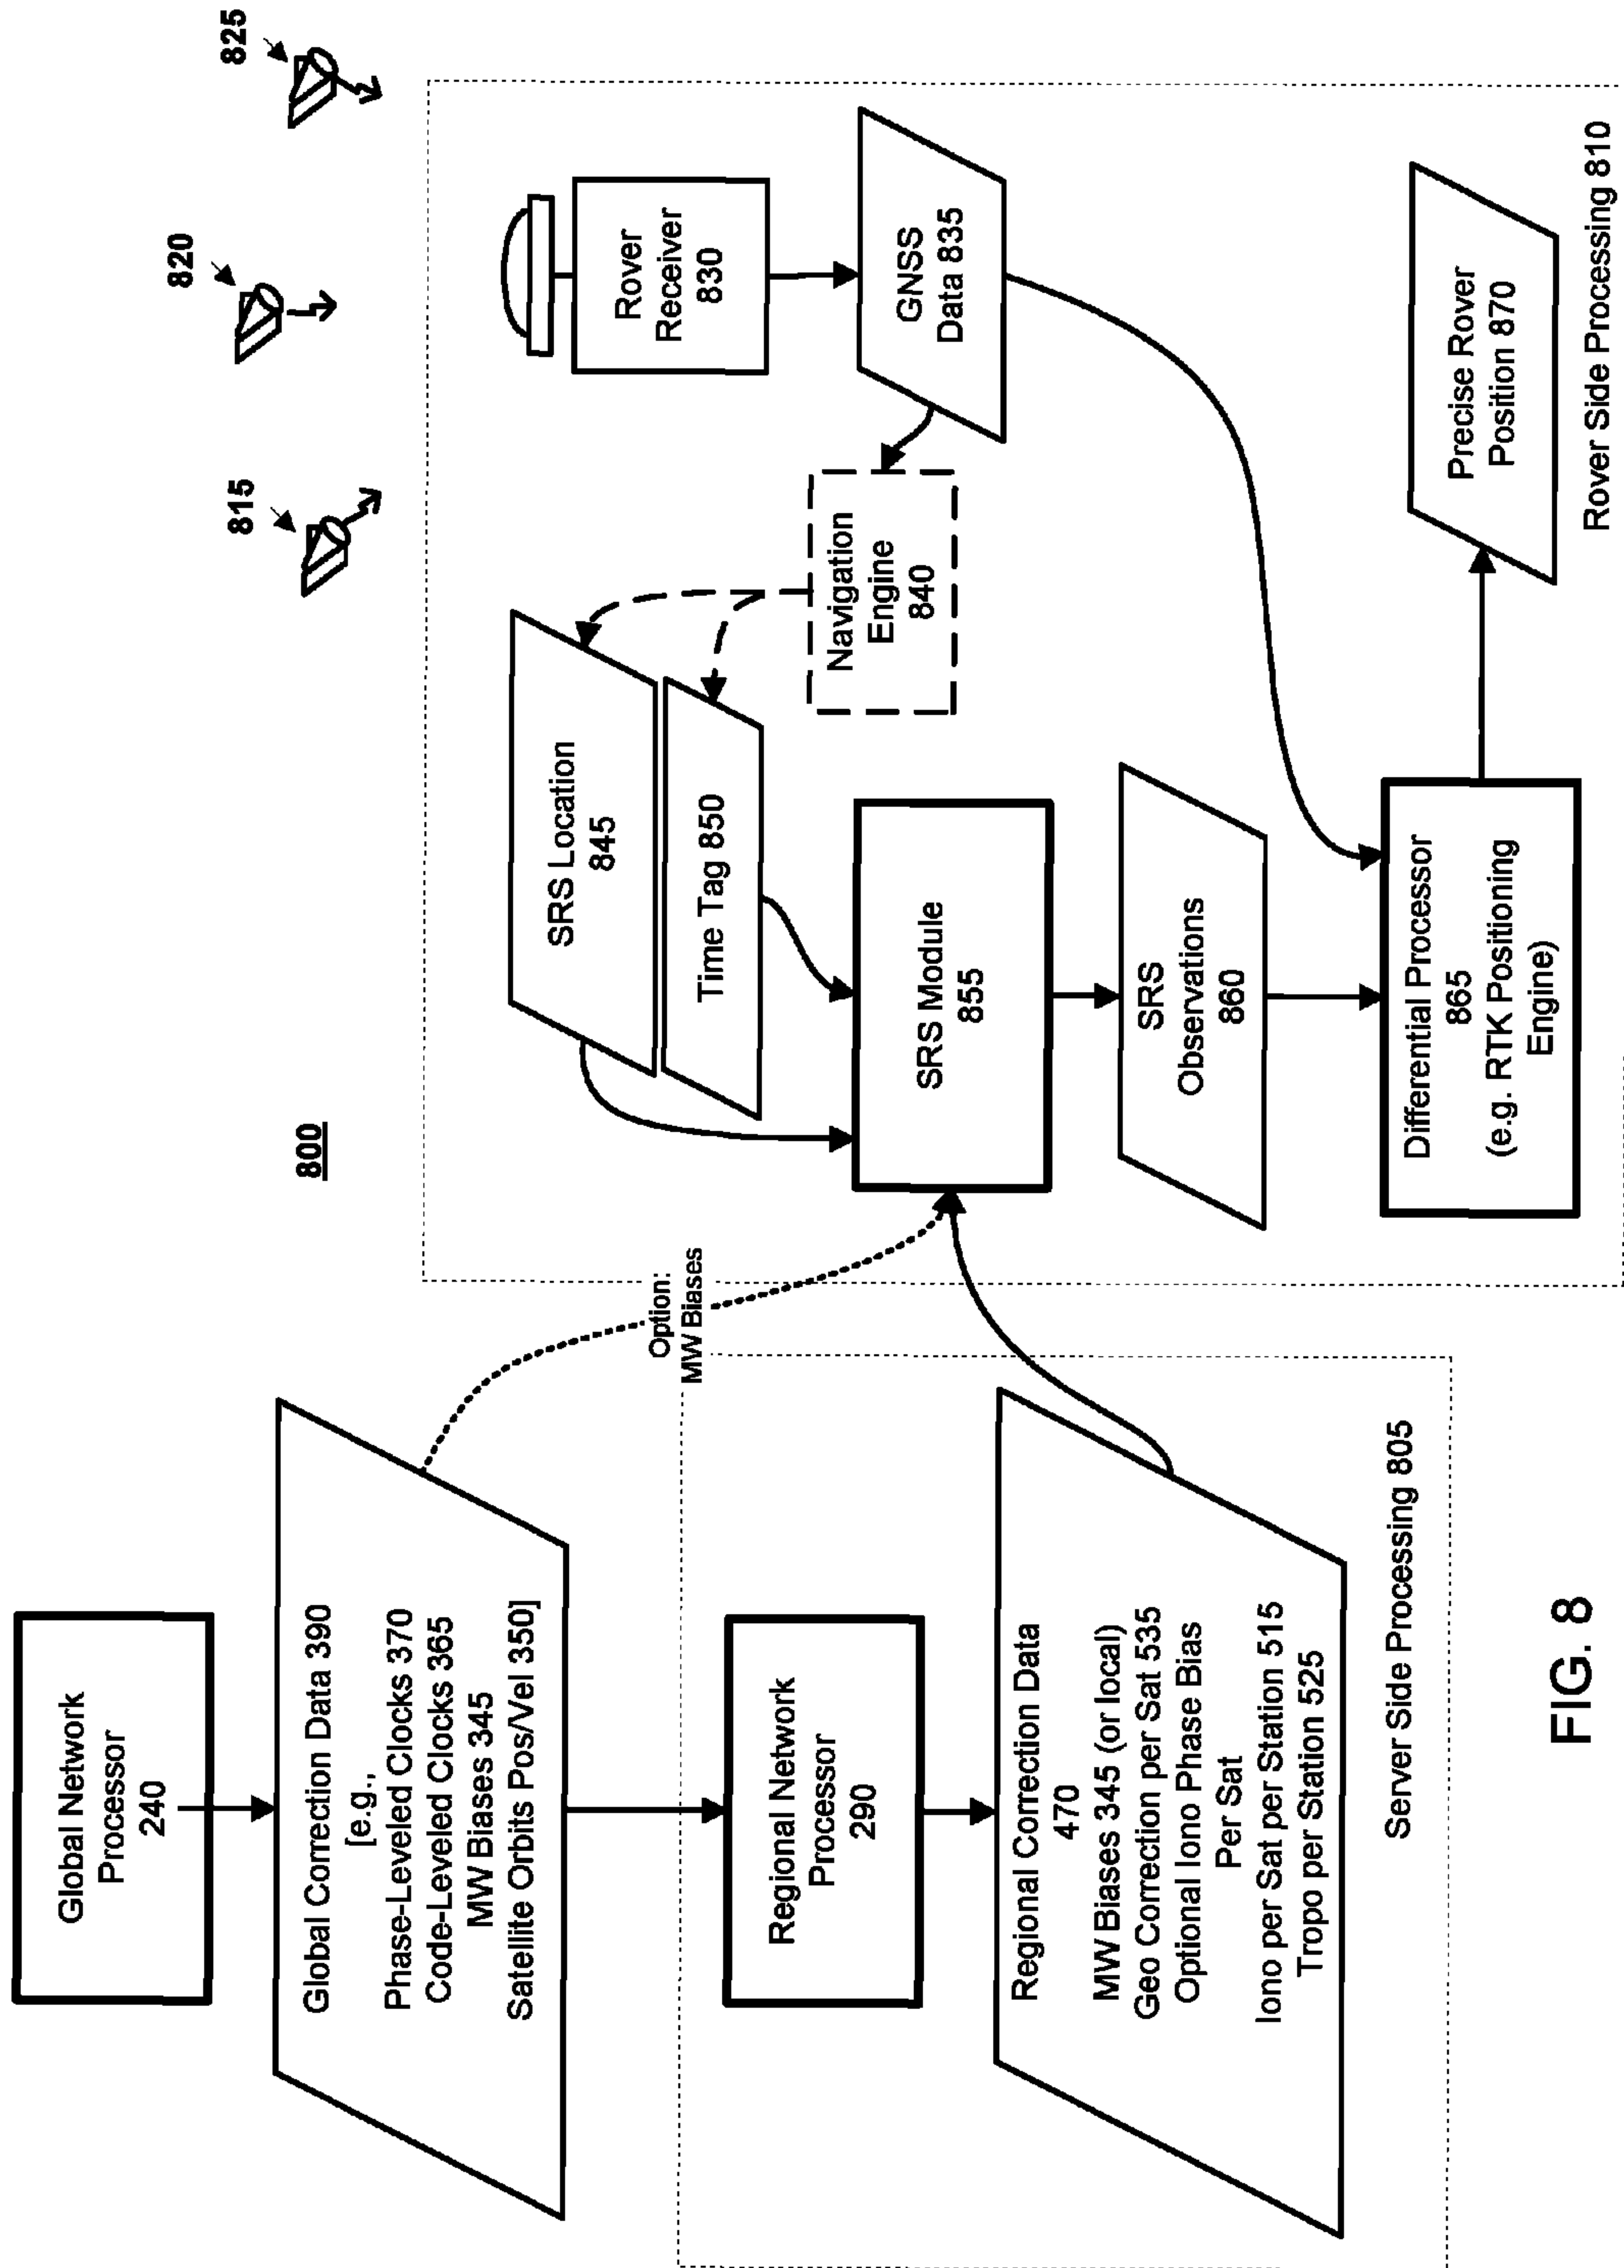 Global Network
Processor
240
Global Correction Data 390
[e.g.,
Phase-Leveled Clocks 370
Code-Leveled Clocks 365
MW Biases 345
Satellite Orbits Pos/Vel 350]
Regional Network
Processor
290
Regional Correction Data
470
MW Biases 345 (or local)
Geo Correction per Sat 535
Optional Iono Phase Bias
Per Sat
Iono per Sat per Station 515
Tropo per Station 525
Server Side Processing 805
Option:
MW Biases
800
815
820
825
Rover
Receiver
830
GNSS
Data 835
Navigation
Engine
840
SRS Location
845
Time Tag 850
SRS Module
855
SRS
Observations
860
Differential Processor
865
(e.g. RTK Positioning
Engine)
Precise Rover
Position 870
Rover Side Processing 810
FIG. 8